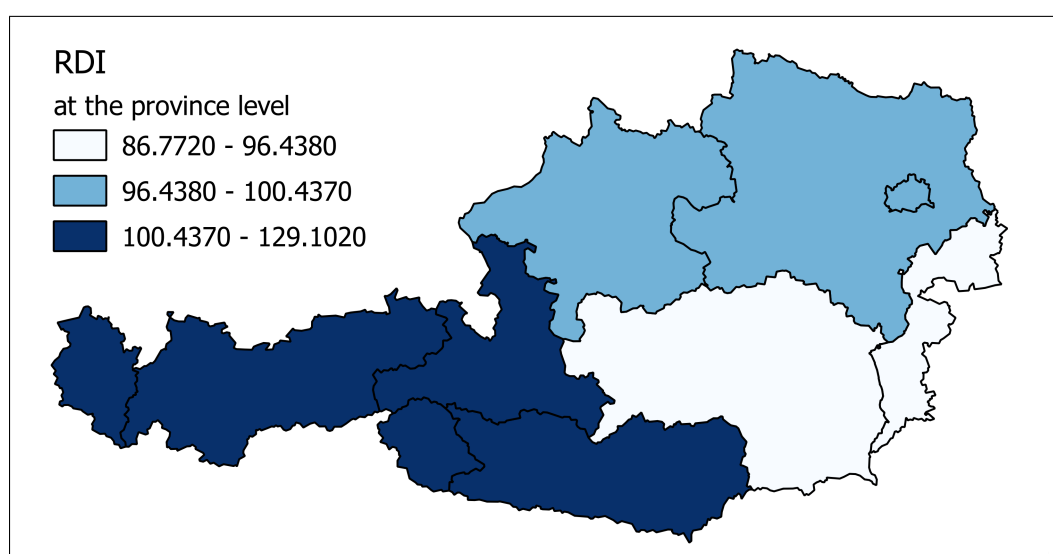 RDI
at the province level
86.7720 - 96.4380
96.4380 - 100.4370
100.4370 - 129.1020